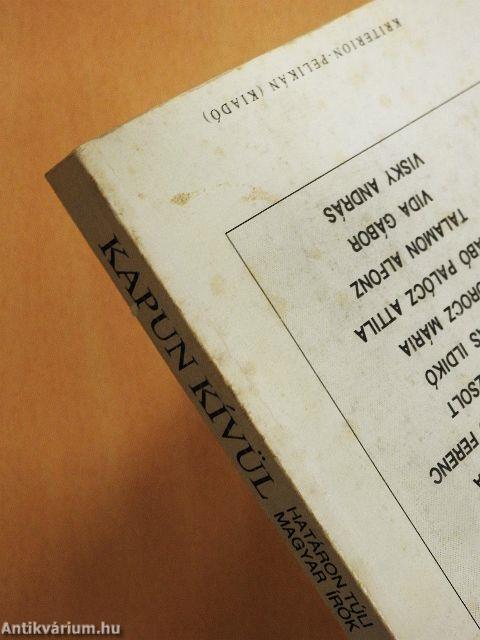 KRITERION-PELIKÁN (KIADÓ)
FERENC
ZSOLT
ILDIKÓ
MÁRIA
PALÓCZ ATTILA
TALAMON ALFONZ
VIDA GÁBOR
VISKY ANDRÁS
KAPUN KÍVÜL
HATÁRON TÚLI
MAGYAR ÍRÓK
Antikvárium.hu